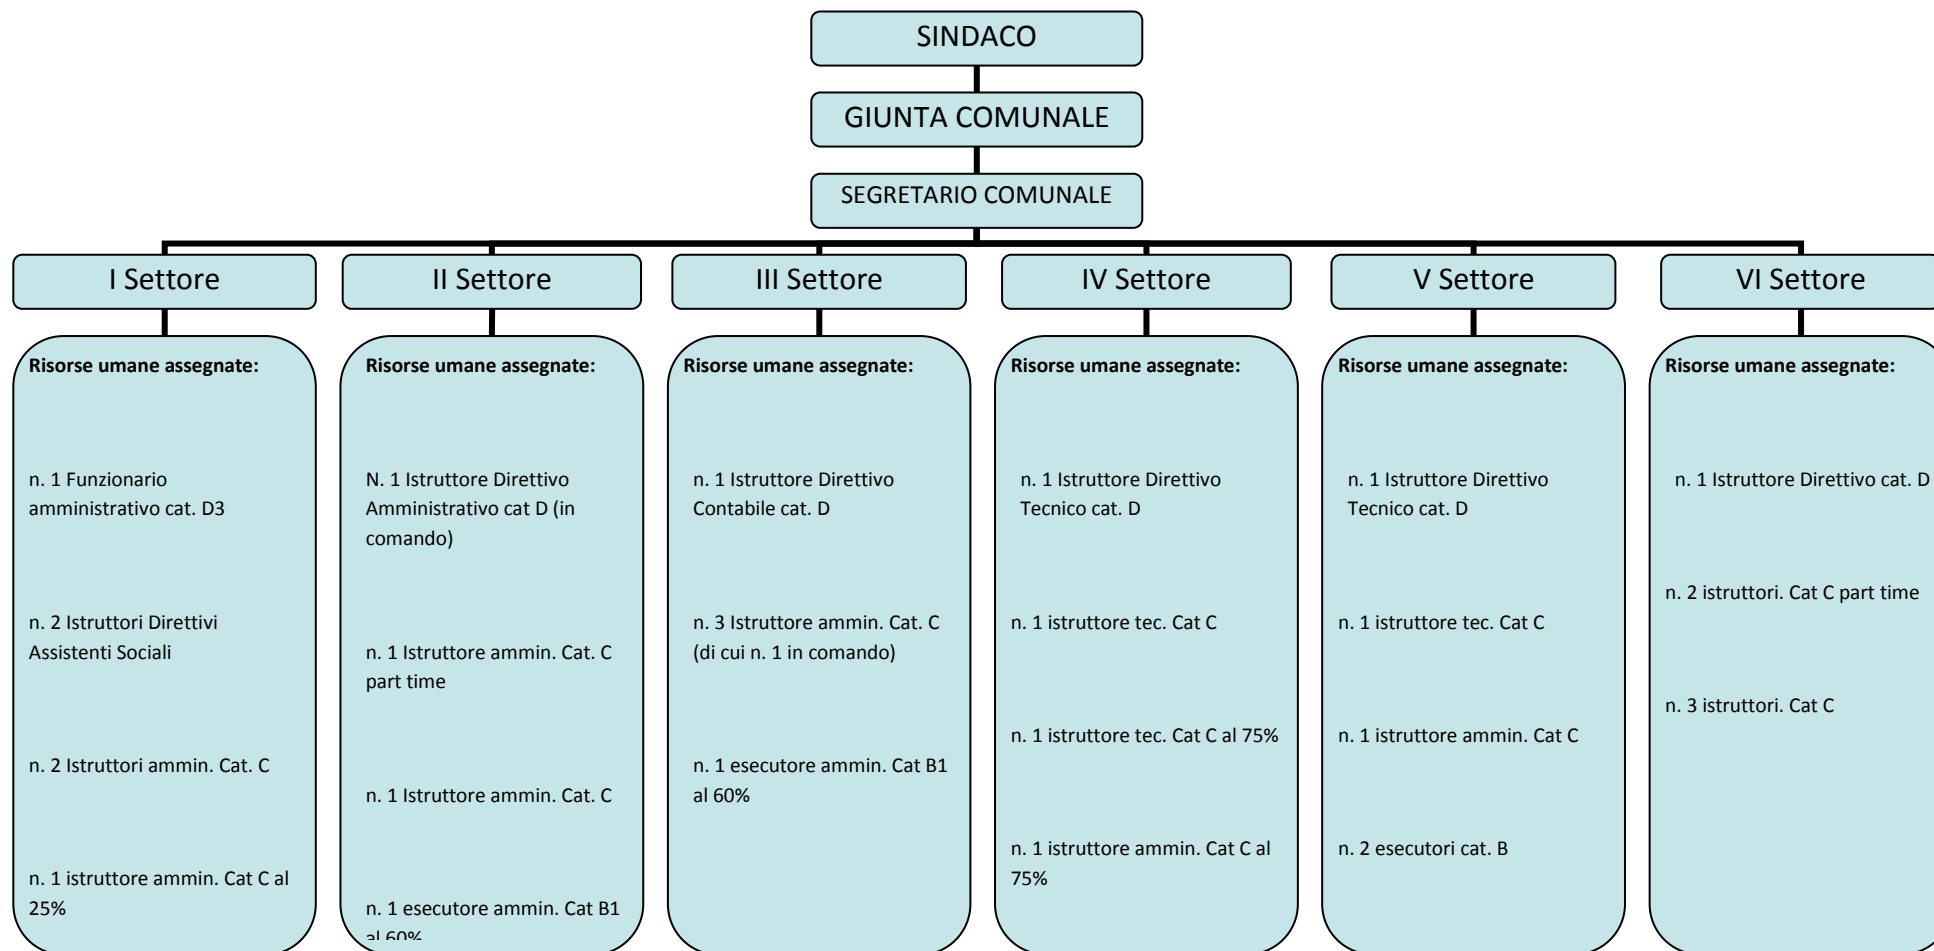 SINDACO
GIUNTA COMUNALE
SEGRETARIO COMUNALE
I Settore
II Settore
III Settore
IV Settore
V Settore
VI Settore
Risorse umane assegnate:
n. 1 Funzionario
amministrativo cat. D3
n. 2 Istruttori Direttivi
Assistenti Sociali
n. 2 Istruttori ammin. Cat. C
n. 1 istruttore ammin. Cat C al
25%
Risorse umane assegnate:
N. 1 Istruttore Direttivo
Amministrativo cat D (in
comando)
n. 1 Istruttore ammin. Cat. C
part time
n. 1 Istruttore ammin. Cat. C
n. 1 esecutore ammin. Cat B1
al 60%
Risorse umane assegnate:
n. 1 Istruttore Direttivo
Contabile cat. D
n. 3 Istruttore ammin. Cat. C
(di cui n. 1 in comando)
n. 1 esecutore ammin. Cat B1
al 60%
Risorse umane assegnate:
n. 1 Istruttore Direttivo
Tecnico cat. D
n. 1 istruttore tec. Cat C
n. 1 istruttore tec. Cat C al 75%
n. 1 istruttore ammin. Cat C al
75%
Risorse umane assegnate:
n. 1 Istruttore Direttivo
Tecnico cat. D
n. 1 istruttore tec. Cat C
n. 1 istruttore ammin. Cat C
n. 2 esecutori cat. B
Risorse umane assegnate:
n. 1 Istruttore Direttivo cat. D
n. 2 istruttori. Cat C part time
n. 3 istruttori. Cat C